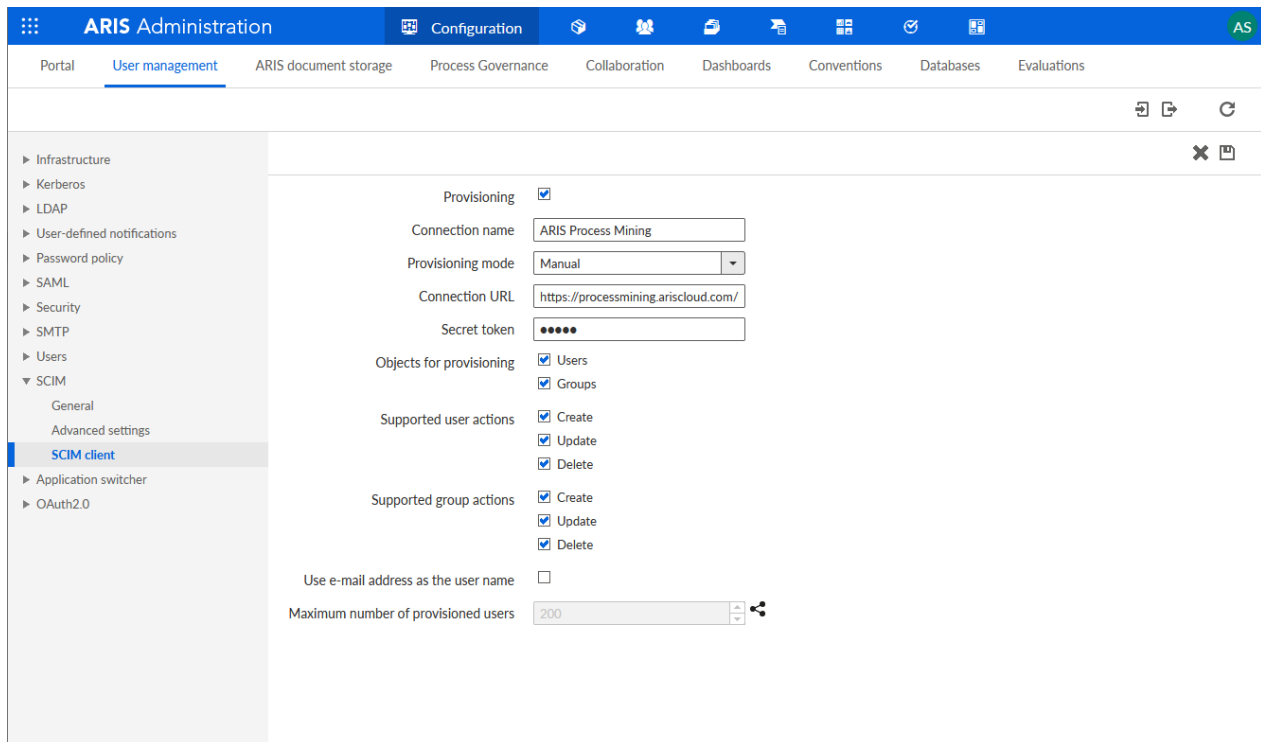 ARIS Administration
Configuration
AS
Portal
User management
ARIS document storage
Process Governance
Collaboration
Dashboards
Conventions
Databases
Evaluations
Infrastructure
Kerberos
LDAP
User-defined notifications
Password policy
SAML
Security
SMTP
Users
SCIM
General
Advanced settings
SCIM client
Application switcher
OAuth2.0
Provisioning
Connection name
ARIS Process Mining
Provisioning mode
Manual
Connection URL
https://processmining.ariscloud.com/
Secret token
●●●●●
Objects for provisioning
Users
Groups
Supported user actions
Create
Update
Delete
Supported group actions
Create
Update
Delete
Use e-mail address as the user name
Maximum number of provisioned users
200